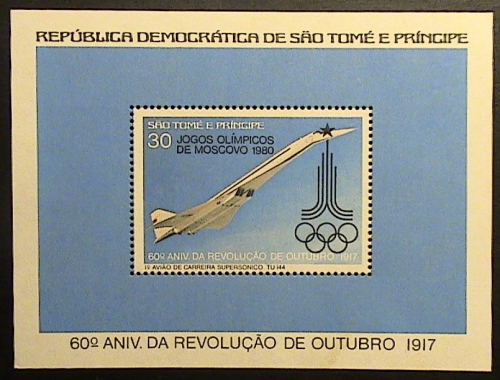 REPÚBLICA DEMOCRÁTICA DE SÃO TOMÉ E PRÍNCIPE
SÃO TOMÉ E PRÍNCIPE
30 JOGOS OLÍMPICOS
DE MOSCOVO 1980
60º ANIV. DA REVOLUÇÃO DE OUTUBRO 1917
1º AVIÃO DE CARREIRA SUPERSÓNICO. TU 144
60º ANIV. DA REVOLUÇÃO DE OUTUBRO 1917